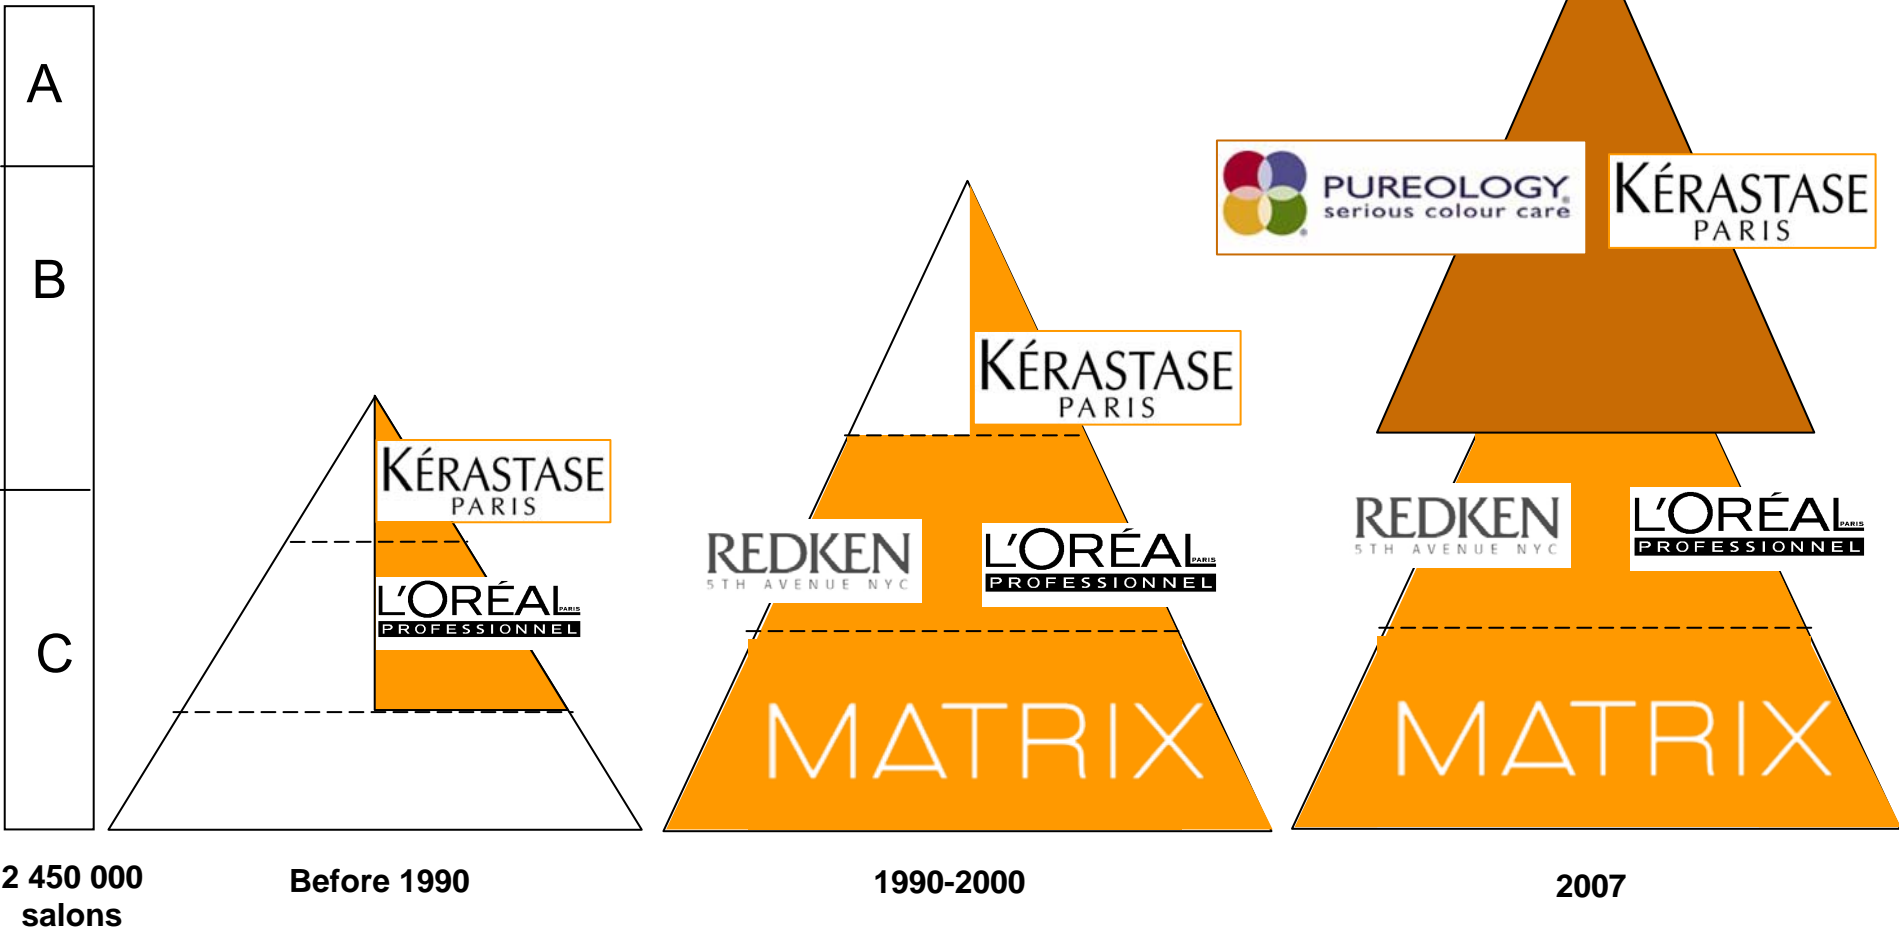 A
B
C
2 450 000
salons
KÉRASTASE
PARIS
L'ORÉAL
PARIS
PROFESSIONNEL
Before 1990
KÉRASTASE
PARIS
REDKEN
5TH AVENUE NYC
L'ORÉAL
PARIS
PROFESSIONNEL
MATRIX
1990-2000
PUREOLOGY®
serious colour care
®
KÉRASTASE
PARIS
REDKEN
5TH AVENUE NYC
L'ORÉAL
PARIS
PROFESSIONNEL
MATRIX
2007